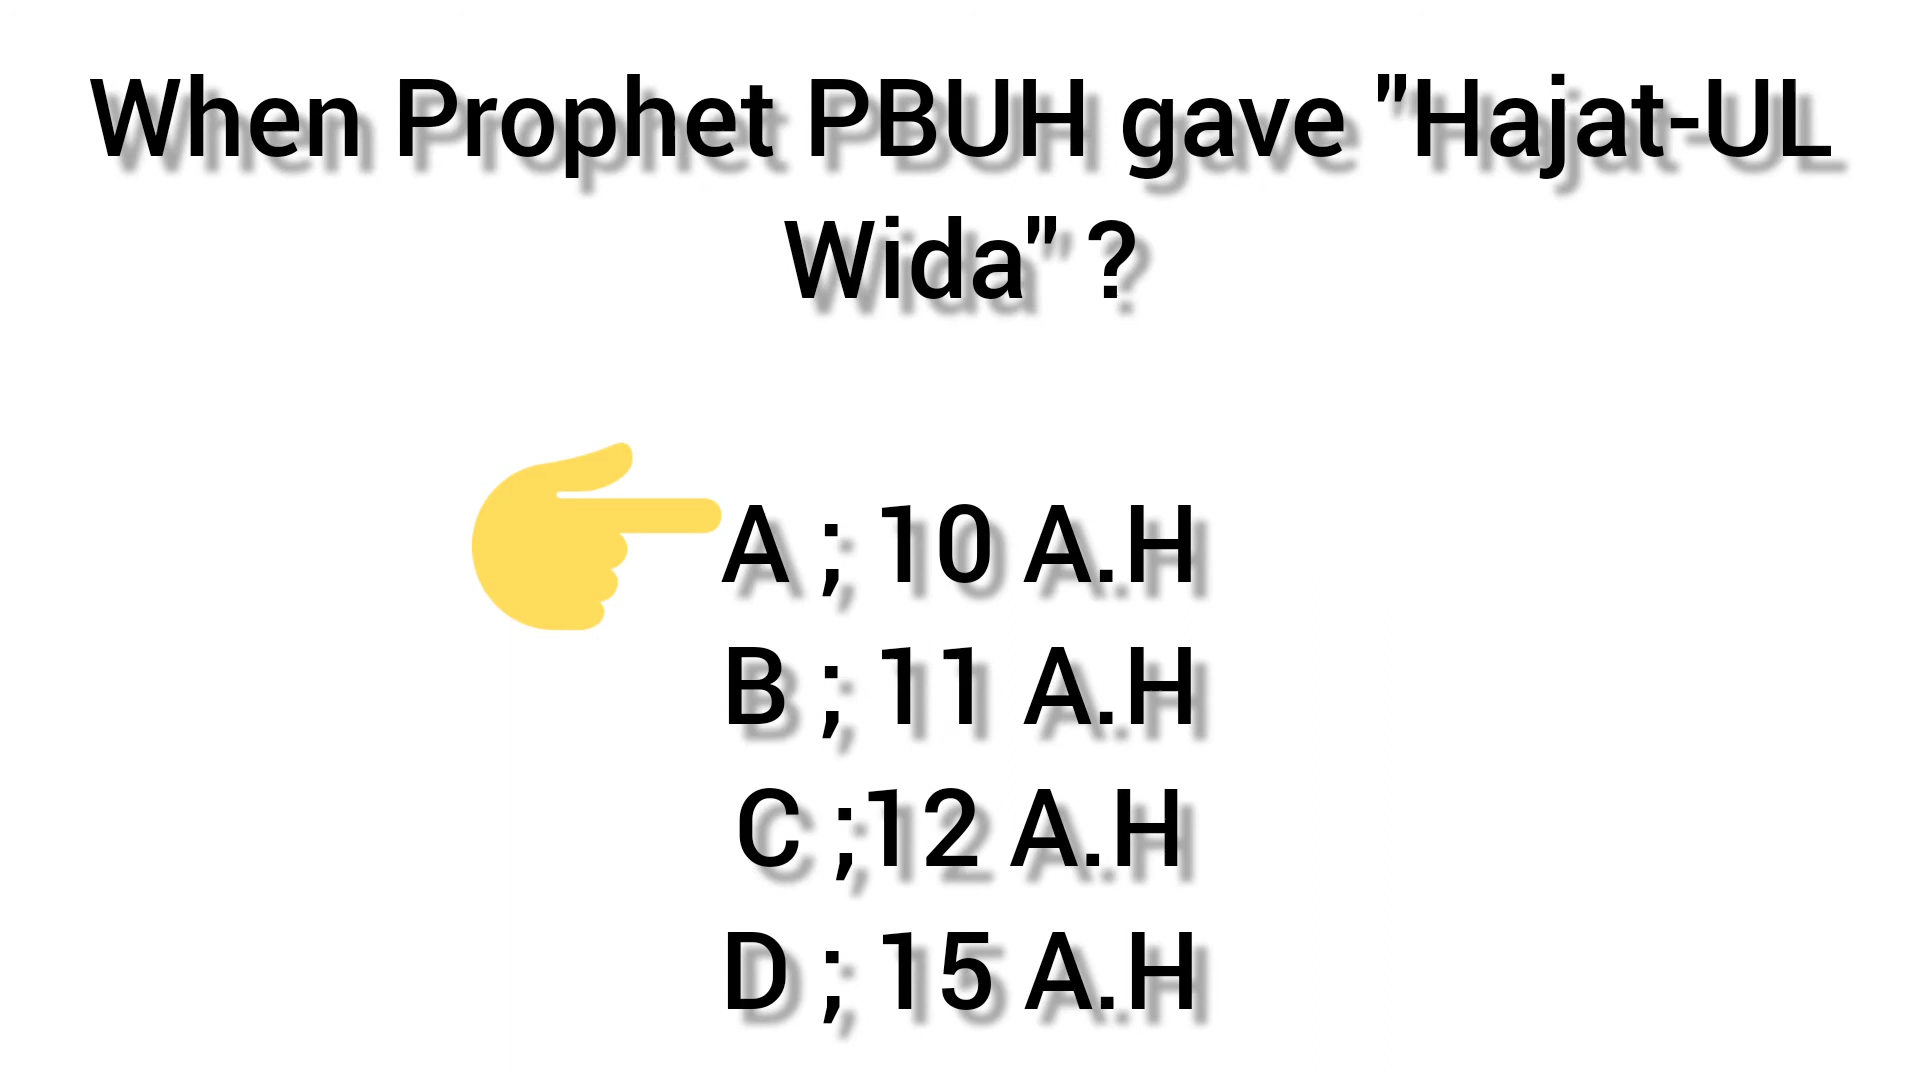 When Prophet PBUH gave "Hajat-UL
Wida" ?
A ; 10 A.H
B ; 11 A.H
C ;12 A.H
D ; 15 A.H